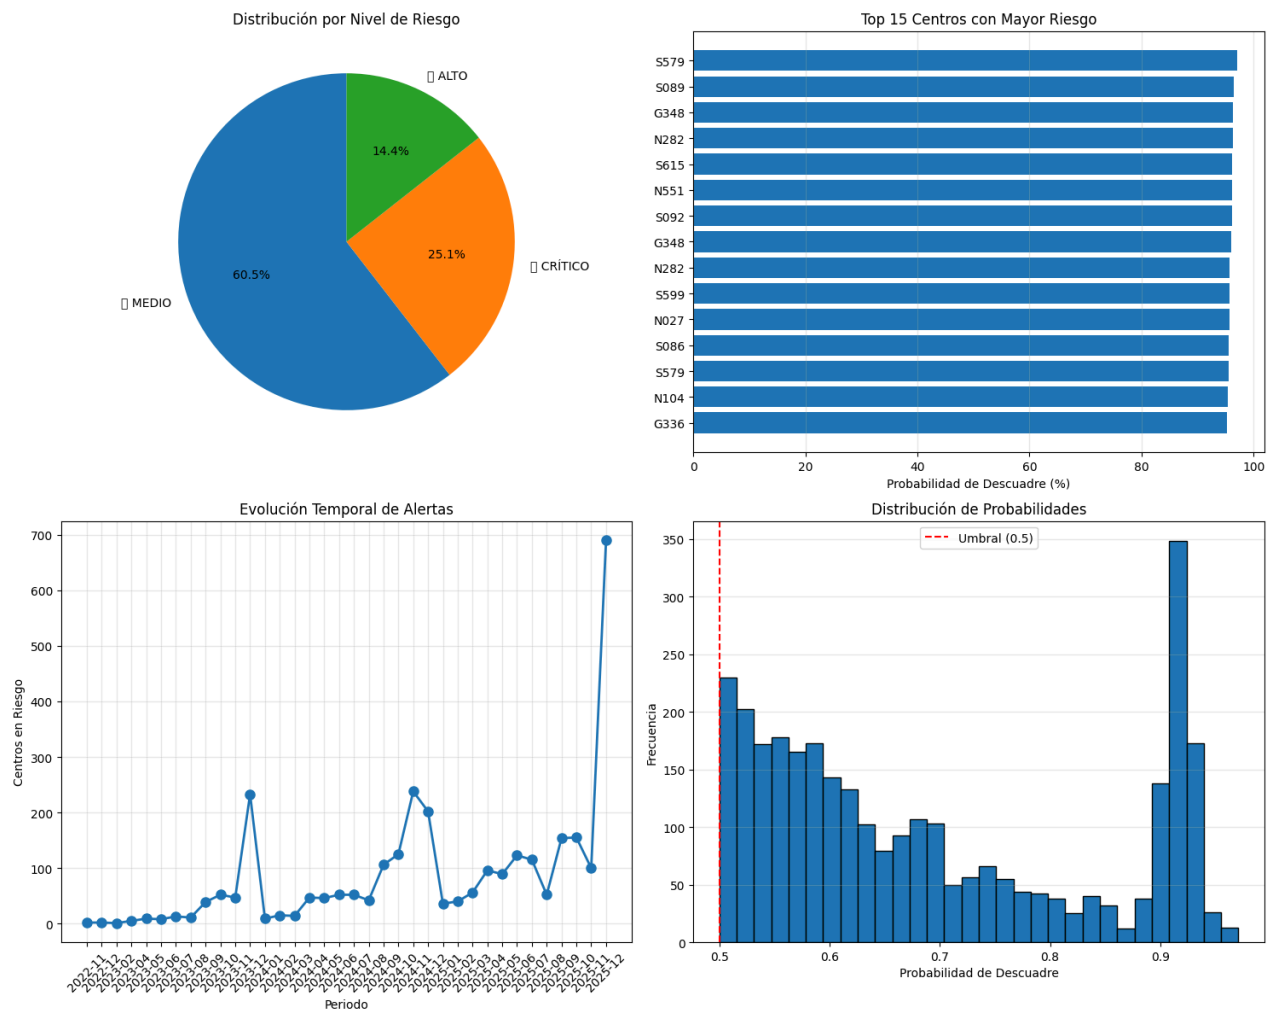 Distribución por Nivel de Riesgo
▯ ALTO
14.4%
25.1%
▯ CRÍTICO
60.5%
▯ MEDIO
Top 15 Centros con Mayor Riesgo
S579
S089
G348
N282
S615
N551
S092
G348
N282
S599
N027
S086
S579
N104
G336
0 20 40 60 80 100
Probabilidad de Descuadre (%)
Evolución Temporal de Alertas
Centros en Riesgo
700
600
500
400
300
200
100
0
2022-11
2022-12
2023-02
2023-04
2023-05
2023-06
2023-07
2023-08
2023-09
2023-10
2023-11
2023-12
2024-01
2024-02
2024-03
2024-04
2024-05
2024-06
2024-07
2024-08
2024-09
2024-10
2024-11
2024-12
2025-01
2025-02
2025-03
2025-04
2025-05
2025-06
2025-07
2025-08
2025-09
2025-10
2025-11
2025-12
Periodo
Distribución de Probabilidades
Umbral (0.5)
Frecuencia
350
300
250
200
150
100
50
0
0.5 0.6 0.7 0.8 0.9
Probabilidad de Descuadre